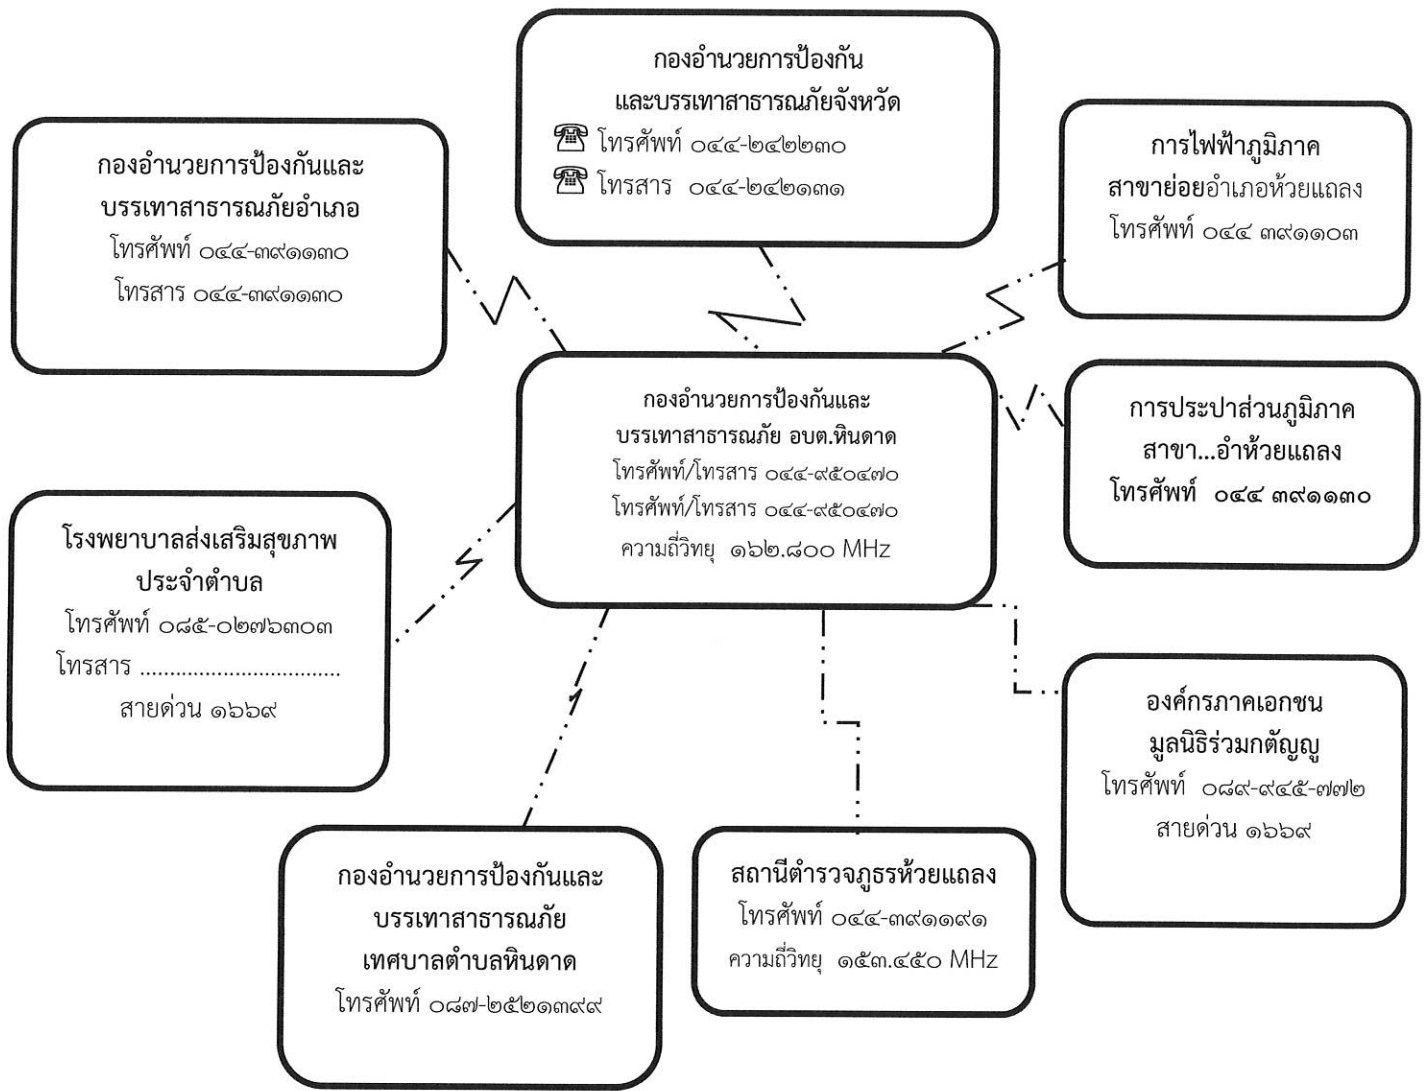 กองอำนวยการป้องกัน
และบรรเทาสาธารณภัยจังหวัด
โทรศัพท์ ๐๔๔-๒๔๒๒๓๐
โทรสาร ๐๔๔-๒๔๒๑๓๑
กองอำนวยการป้องกันและ
บรรเทาสาธารณภัยอำเภอ
โทรศัพท์ ๐๔๔-๓๙๑๑๓๐
โทรสาร ๐๔๔-๓๙๑๑๓๐
การไฟฟ้าภูมิภาค
สาขาย่อยอำเภอห้วยแถลง
โทรศัพท์ ๐๔๔ ๓๙๑๑๐๓
กองอำนวยการป้องกันและ
บรรเทาสาธารณภัย อบต.หินดาด
โทรศัพท์/โทรสาร ๐๔๔-๙๕๐๔๗๐
โทรศัพท์/โทรสาร ๐๔๔-๙๕๐๔๗๐
ความถี่วิทยุ ๑๖๒.๘๐๐ MHz
การประปาส่วนภูมิภาค
สาขา...อำห้วยแถลง
โทรศัพท์ ๐๔๔ ๓๙๑๑๓๐
โรงพยาบาลส่งเสริมสุขภาพ
ประจำตำบล
โทรศัพท์ ๐๘๕-๐๒๗๖๓๐๓
โทรสาร ..................................
สายด่วน ๑๖๖๙
องค์กรภาคเอกชน
มูลนิธิร่วมกตัญญู
โทรศัพท์ ๐๘๙-๙๔๕-๗๗๒
สายด่วน ๑๖๖๙
กองอำนวยการป้องกันและ
บรรเทาสาธารณภัย
เทศบาลตำบลหินดาด
โทรศัพท์ ๐๘๗-๒๕๒๑๓๙๙
สถานีตำรวจภูธรห้วยแถลง
โทรศัพท์ ๐๔๔-๓๙๑๑๙๑
ความถี่วิทยุ ๑๕๓.๔๕๐ MHz